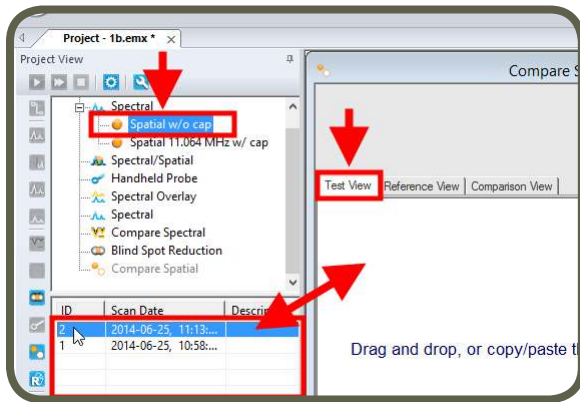 Project - 1b.emx *
Project View
Spectral
Spatial w/o cap
Spatial 11.064 MHz w/ cap
Spectral/Spatial
Handheld Probe
Spectral Overlay
Spectral
Compare Spectral
Blind Spot Reduction
Compare Spatial
ID Scan Date Descrip
2 2014-06-25, 11:13:...
1 2014-06-25, 10:58:...
Compare S
Test View Reference View Comparison View
Drag and drop, or copy/paste t